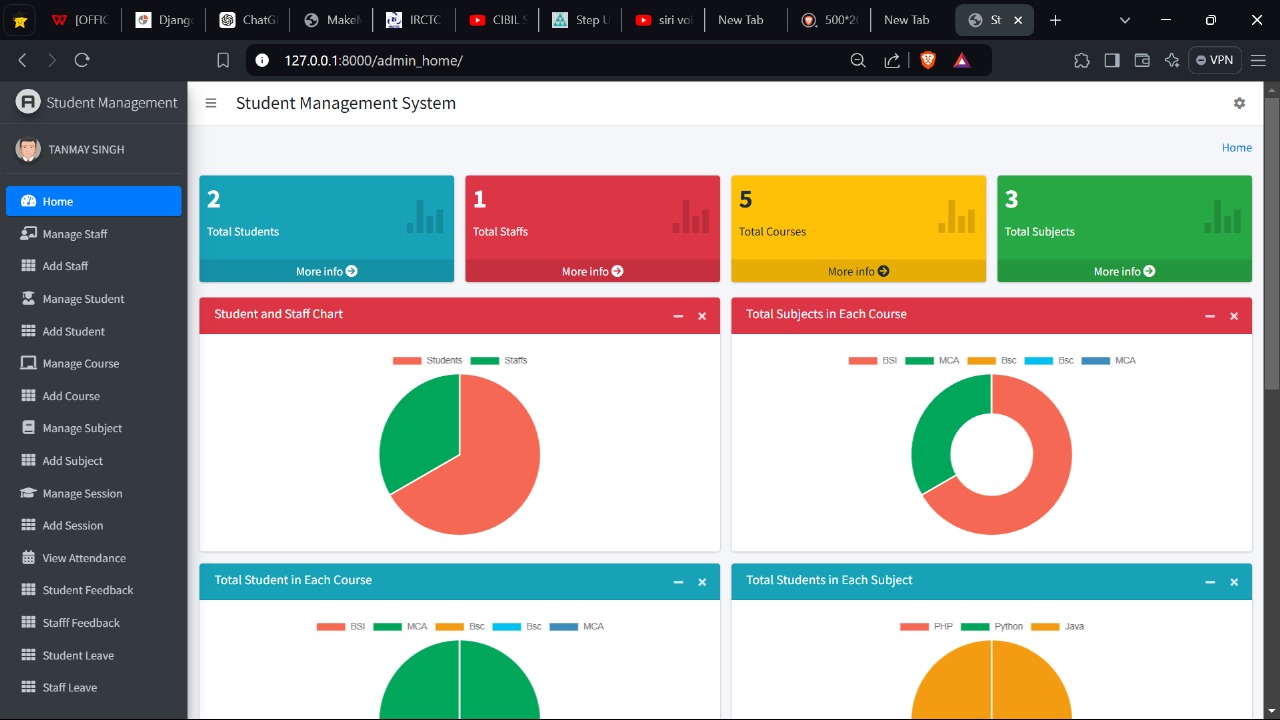 [OFFIC
Djang
ChatG
MakeM
IRCTC
CIBIL S
Step U
siri vo
New Tab
500*20
New Tab
St
127.0.0.1:8000/admin_home/
VPN
Student Management
Student Management System
TANMAY SINGH
Home
Home
Manage Staff
Add Staff
Manage Student
Add Student
Manage Course
Add Course
Manage Subject
Add Subject
Manage Session
Add Session
View Attendance
Student Feedback
Stafff Feedback
Student Leave
Staff Leave
2
Total Students
More info
1
Total Staffs
More info
5
Total Courses
More info
3
Total Subjects
More info
Student and Staff Chart
Students Staffs
Total Subjects in Each Course
BSI MCA Bsc Bsc MCA
Total Student in Each Course
BSI MCA Bsc Bsc MCA
Total Students in Each Subject
PHP Python Java